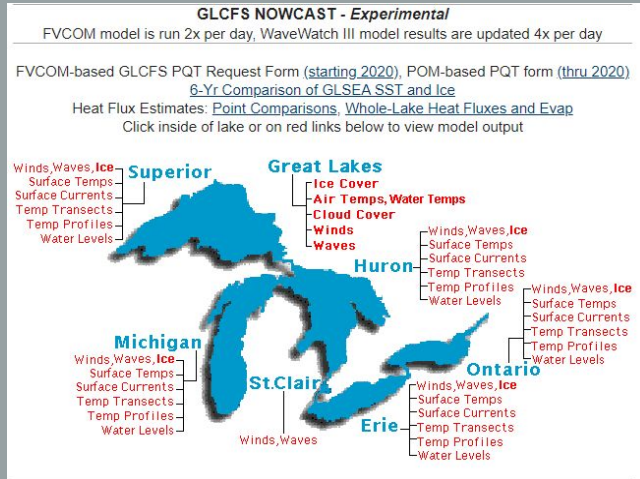 GLCFS NOWCAST - Experimental
FVCOM model is run 2x per day, WaveWatch III model results are updated 4x per day
FVCOM-based GLCFS PQT Request Form (starting 2020), POM-based PQT form (thru 2020)
6-Yr Comparison of GLSEA SST and Ice
Heat Flux Estimates: Point Comparisons, Whole-Lake Heat Fluxes and Evap
Click inside of lake or on red links below to view model output
Superior
Winds,Waves,Ice
Surface Temps
Surface Currents
Temp Transects
Temp Profiles
Water Levels
Great Lakes
Ice Cover
Air Temps, Water Temps
Cloud Cover
Winds
Waves
Huron
Winds,Waves,Ice
Surface Temps
Surface Currents
Temp Transects
Temp Profiles
Water Levels
Winds,Waves,Ice
Surface Temps
Surface Currents
Temp Transects
Temp Profiles
Water Levels
Ontario
Michigan
Winds,Waves,Ice
Surface Temps
Surface Currents
Temp Transects
Temp Profiles
Water Levels
St.Clair
Winds,Waves
Erie
Winds,Waves,Ice
Surface Temps
Surface Currents
Temp Transects
Temp Profiles
Water Levels